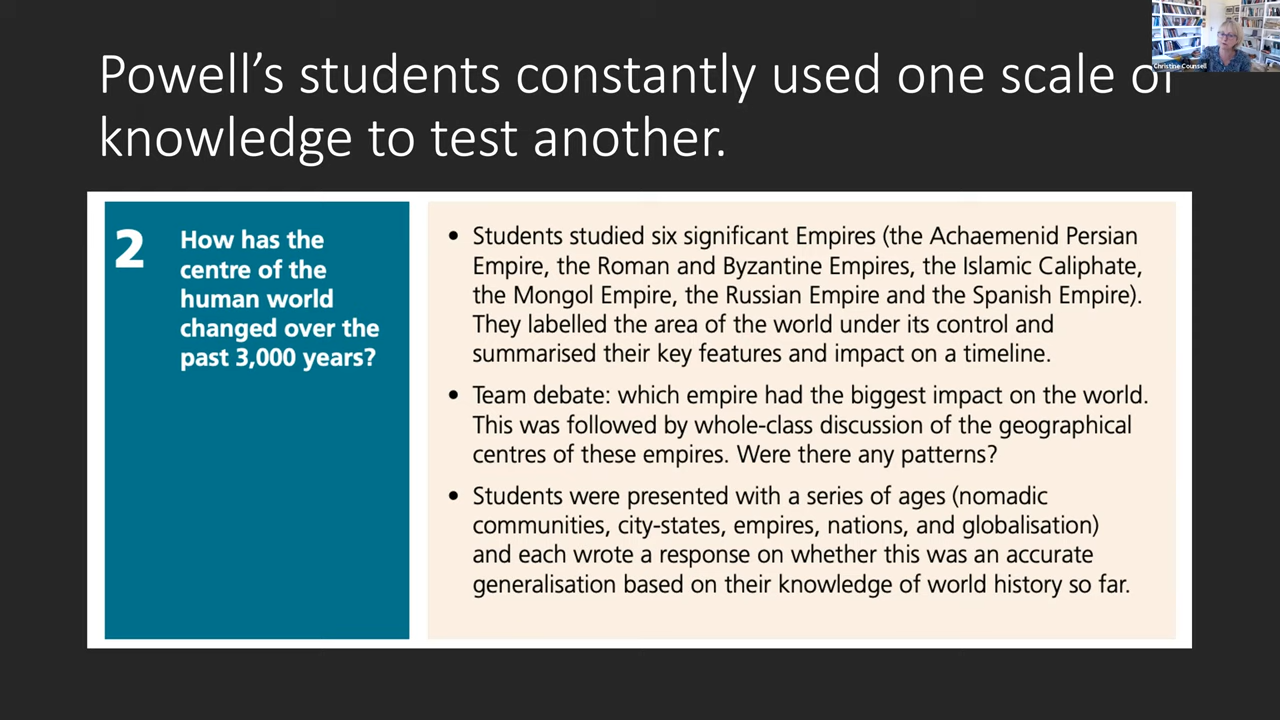 Powell's students constantly used one scale of
knowledge to test another.
Christine Counsell
2
How has the
centre of the
human world
changed over the
past 3,000 years?
• Students studied six significant Empires (the Achaemenid Persian
Empire, the Roman and Byzantine Empires, the Islamic Caliphate,
the Mongol Empire, the Russian Empire and the Spanish Empire).
They labelled the area of the world under its control and
summarised their key features and impact on a timeline.
• Team debate: which empire had the biggest impact on the world.
This was followed by whole-class discussion of the geographical
centres of these empires. Were there any patterns?
• Students were presented with a series of ages (nomadic
communities, city-states, empires, nations, and globalisation)
and each wrote a response on whether this was an accurate
generalisation based on their knowledge of world history so far.